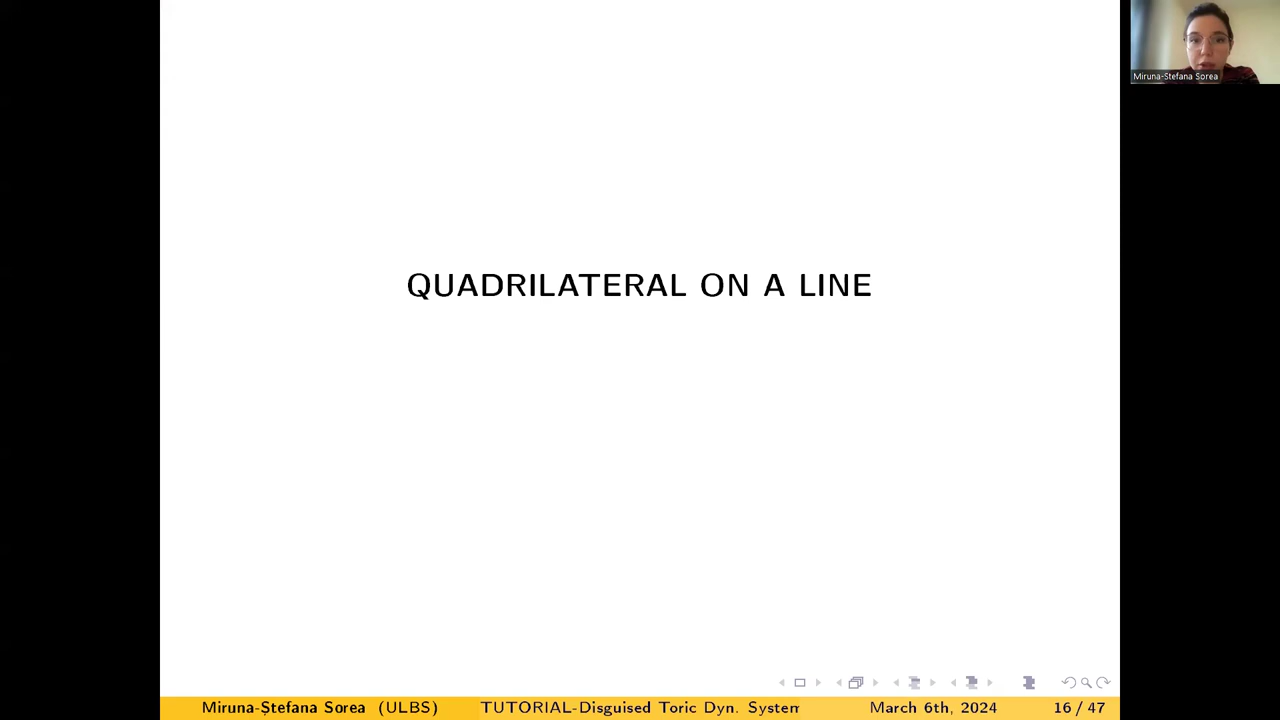 Miruna-Stefana Sorea
QUADRILATERAL ON A LINE
Miruna-Ștefana Sorea (ULBS) TUTORIAL-Disguised Toric Dyn. System March 6th, 2024 16 / 47